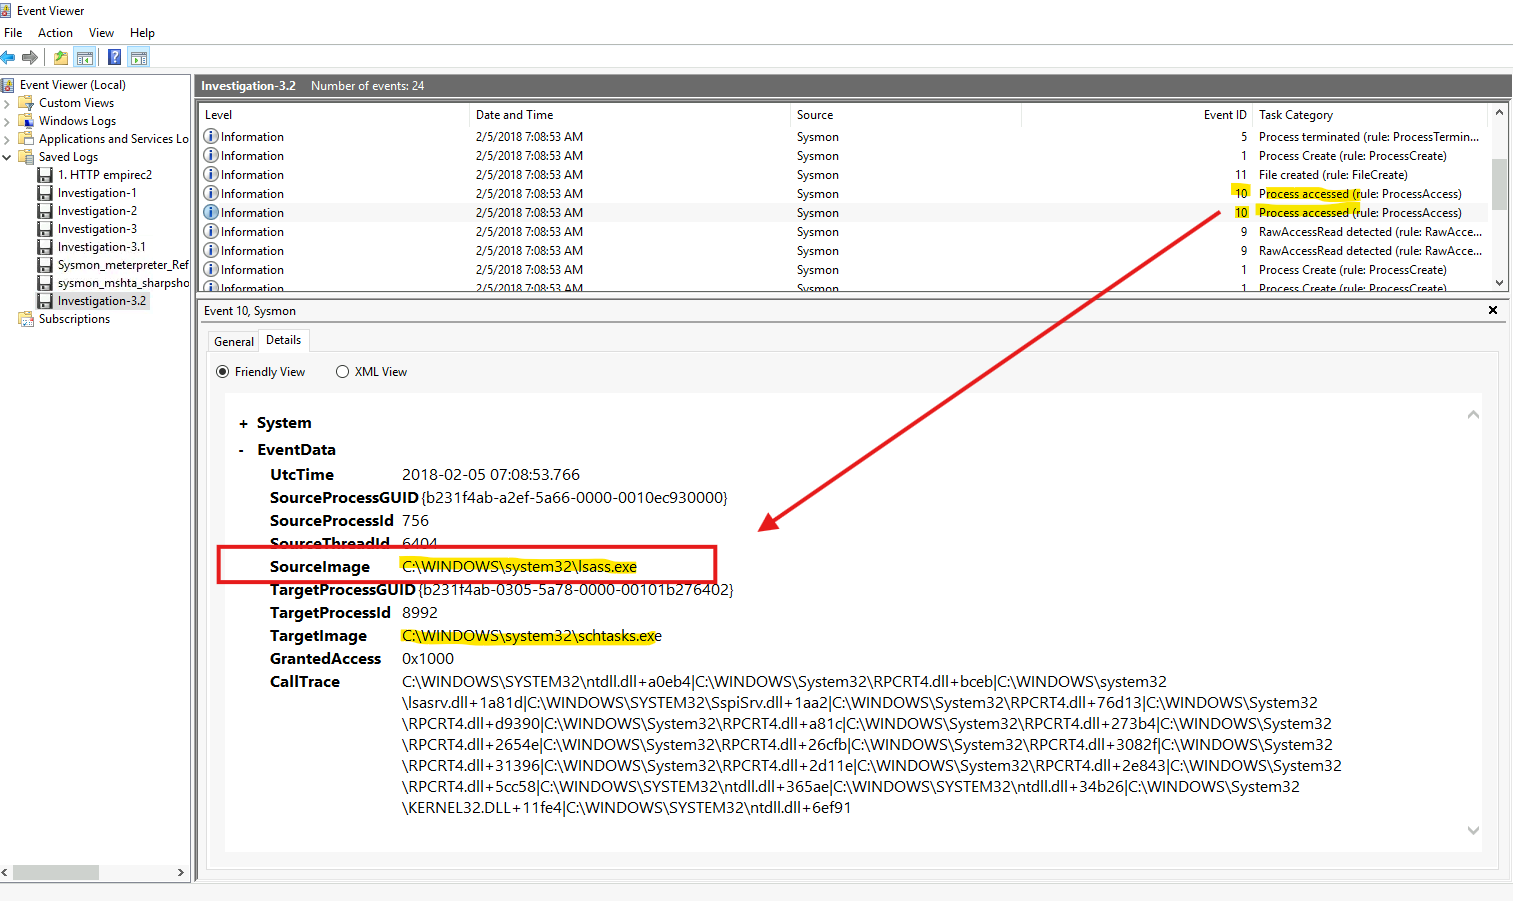 Event Viewer
File Action View Help
Event Viewer (Local)
Custom Views
Windows Logs
Applications and Services Lo
Saved Logs
1. HTTP empirec2
Investigation-1
Investigation-2
Investigation-3
Investigation-3.1
Sysmon_meterpreter_Ref
sysmon_mshta_sharpsho
Investigation-3.2
Subscriptions
Investigation-3.2 Number of events: 24
Level Date and Time Source Event ID Task Category
Information 2/5/2018 7:08:53 AM Sysmon 5 Process terminated (rule: ProcessTermin...
Information 2/5/2018 7:08:53 AM Sysmon 1 Process Create (rule: ProcessCreate)
Information 2/5/2018 7:08:53 AM Sysmon 11 File created (rule: FileCreate)
Information 2/5/2018 7:08:53 AM Sysmon 10 Process accessed (rule: ProcessAccess)
Information 2/5/2018 7:08:53 AM Sysmon 10 Process accessed (rule: ProcessAccess)
Information 2/5/2018 7:08:53 AM Sysmon 9 RawAccessRead detected (rule: RawAcce...
Information 2/5/2018 7:08:53 AM Sysmon 9 RawAccessRead detected (rule: RawAcce...
Information 2/5/2018 7:08:53 AM Sysmon 1 Process Create (rule: ProcessCreate)
Information 2/5/2018 7:08:53 AM Sysmon 1 Process Create (rule: ProcessCreate)
Event 10, Sysmon
General Details
Friendly View XML View
+ System
- EventData
UtcTime 2018-02-05 07:08:53.766
SourceProcessGUID {b231f4ab-a2ef-5a66-0000-0010ec930000}
SourceProcessId 756
SourceThreadId 6404
SourceImage C:\WINDOWS\system32\lsass.exe
TargetProcessGUID {b231f4ab-0305-5a78-0000-00101b276402}
TargetProcessId 8992
TargetImage C:\WINDOWS\system32\schtasks.exe
GrantedAccess 0x1000
CallTrace C:\WINDOWS\SYSTEM32\ntdll.dll+a0eb4|C:\WINDOWS\System32\RPCRT4.dll+bceb|C:\WINDOWS\system32
\lsasrv.dll+1a81d|C:\WINDOWS\SYSTEM32\SspiSrv.dll+1aa2|C:\WINDOWS\System32\RPCRT4.dll+76d13|C:\WINDOWS\System32
\RPCRT4.dll+d9390|C:\WINDOWS\System32\RPCRT4.dll+a81c|C:\WINDOWS\System32\RPCRT4.dll+273b4|C:\WINDOWS\System32
\RPCRT4.dll+2654e|C:\WINDOWS\System32\RPCRT4.dll+26cfb|C:\WINDOWS\System32\RPCRT4.dll+3082f|C:\WINDOWS\System32
\RPCRT4.dll+31396|C:\WINDOWS\System32\RPCRT4.dll+2d11e|C:\WINDOWS\System32\RPCRT4.dll+2e843|C:\WINDOWS\System32
\RPCRT4.dll+5cc58|C:\WINDOWS\SYSTEM32\ntdll.dll+365ae|C:\WINDOWS\SYSTEM32\ntdll.dll+34b26|C:\WINDOWS\System32
\KERNEL32.DLL+11fe4|C:\WINDOWS\SYSTEM32\ntdll.dll+6ef91